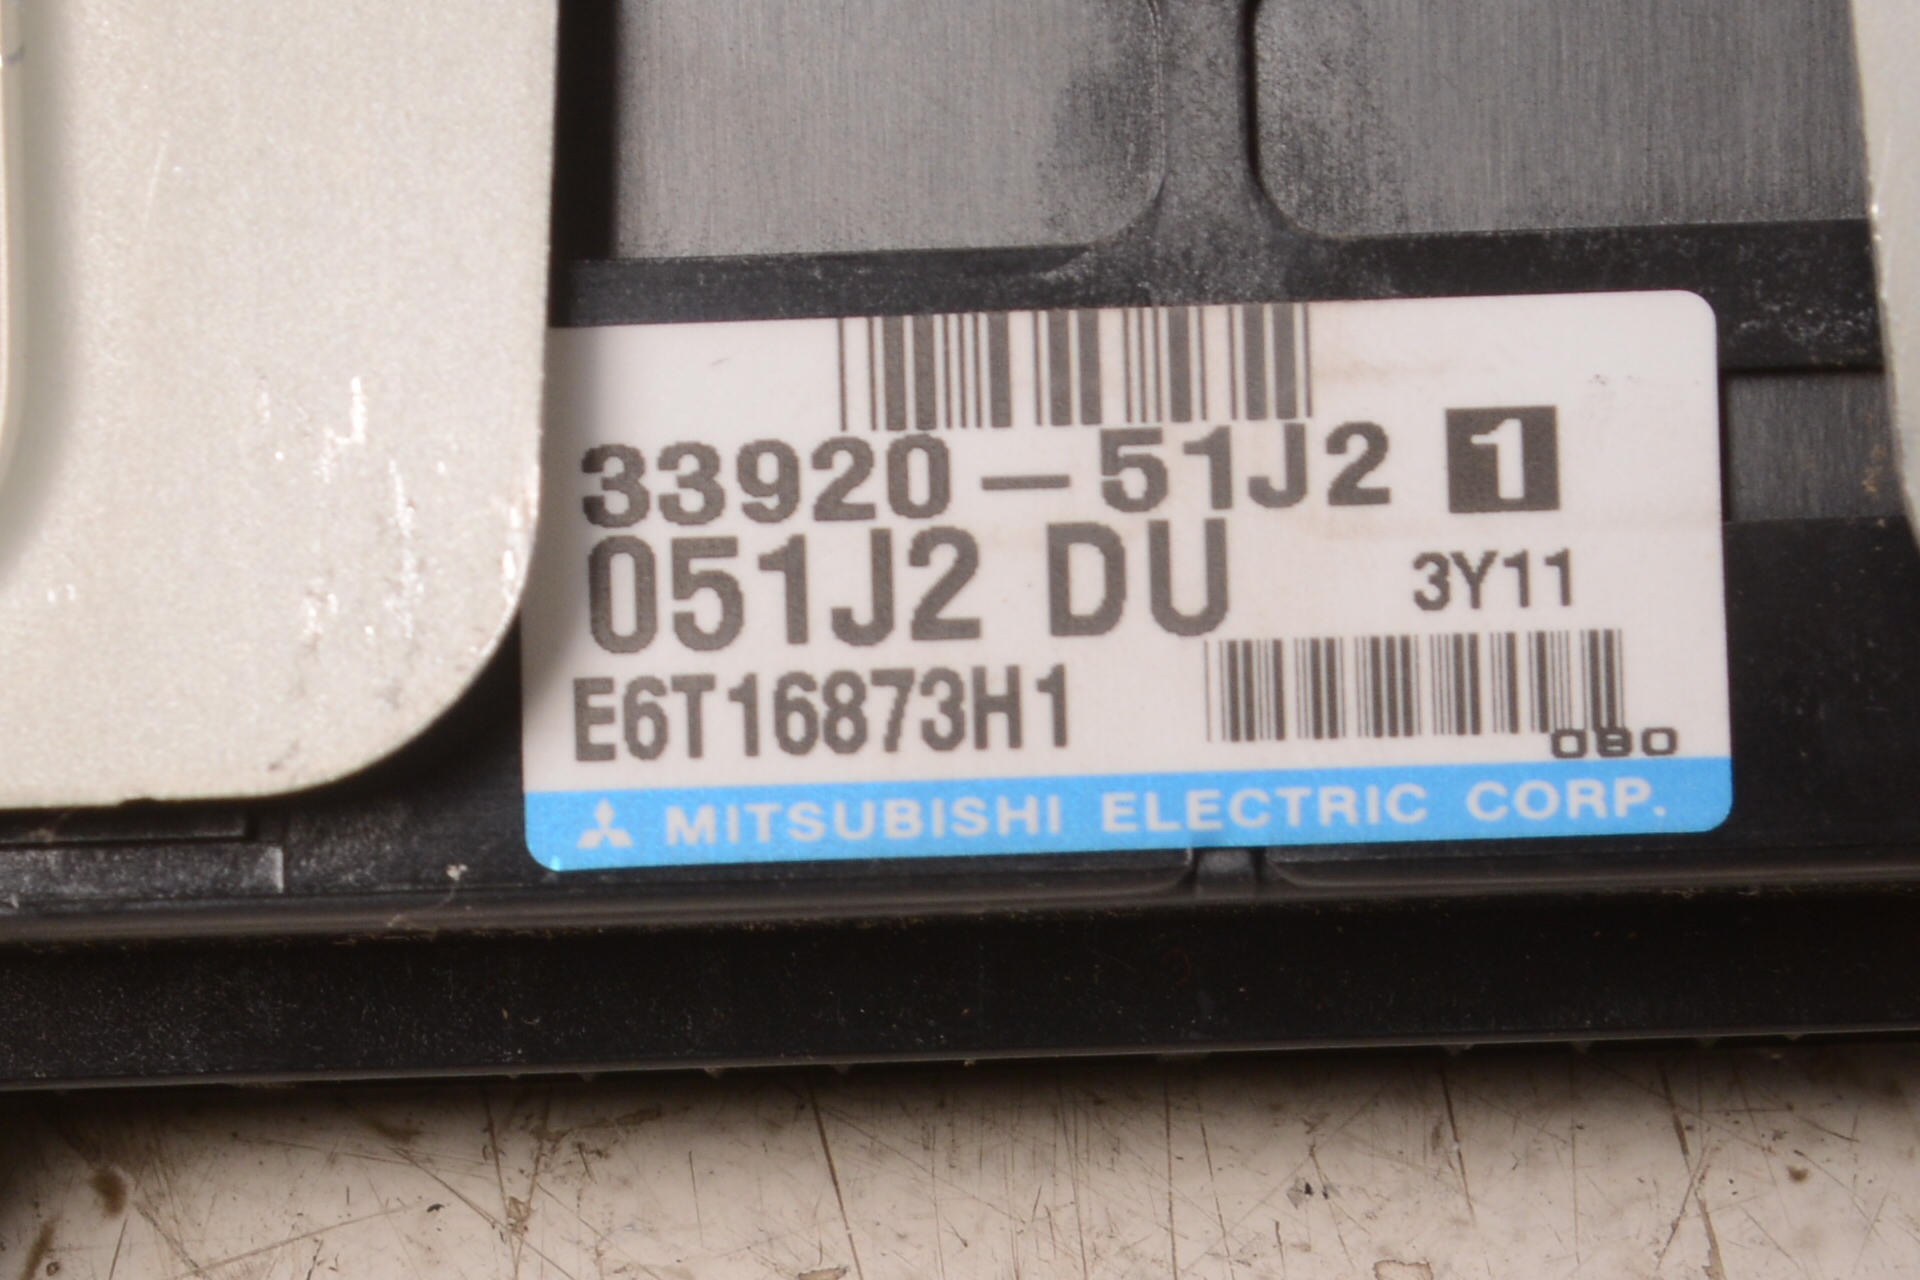 33920-51J2 1
051J2 DU 3Y11
E6T16873H1
080
MITSUBISHI ELECTRIC CORP.